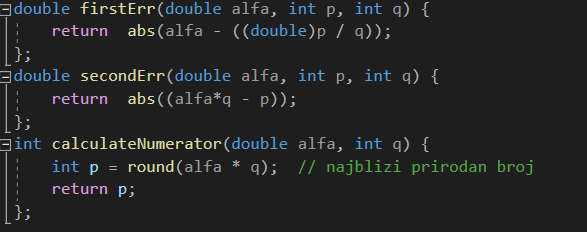 double firstErr(double alfa, int p, int q) {
return  abs(alfa - ((double)p / q));
};
double secondErr(double alfa, int p, int q) {
return  abs((alfa*q - p));
};
int calculateNumerator(double alfa, int q) {
int p = round(alfa * q);  // najblizi prirodan broj
return p;
};